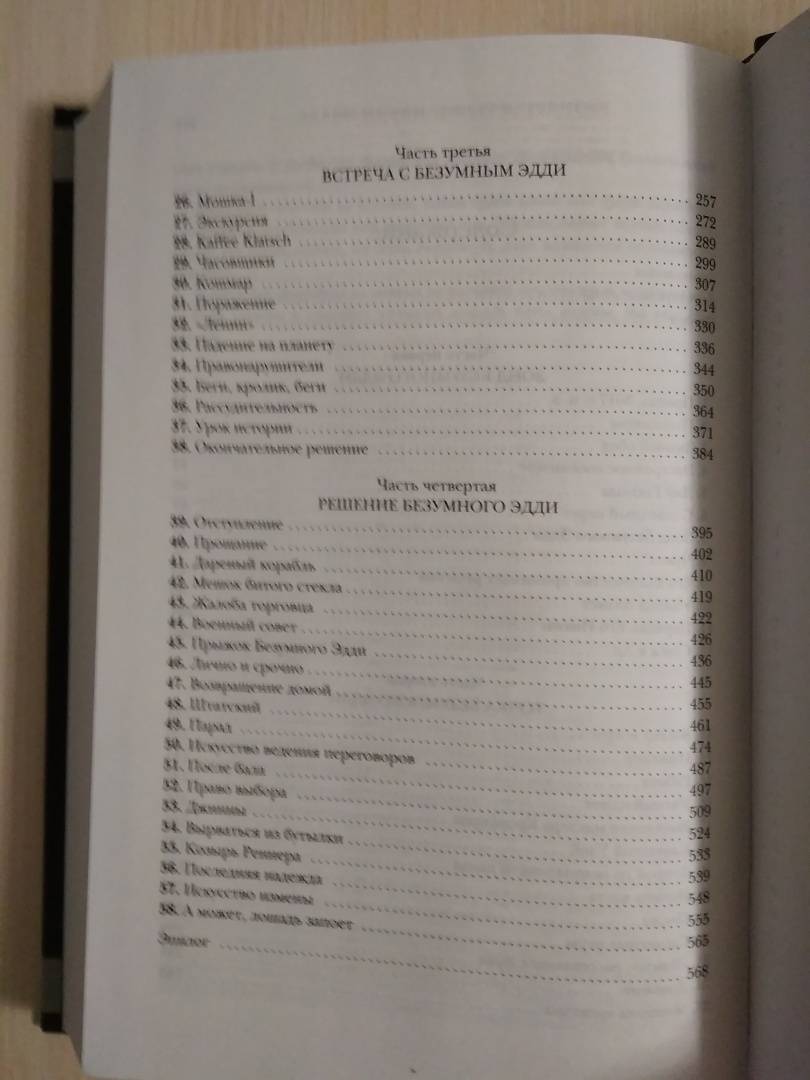 Часть третья
ВСТРЕЧА С БЕЗУМНЫМ ЭДДИ
26. Мошка-1 257
27. Экскурсия 272
28. Kaffee Klatsch 289
29. Часовщики 299
30. Кошмар 307
31. Поражение 314
32. «Ленин» 330
33. Падение на планету 336
34. Правонарушители 344
35. Беги, кролик, беги 350
36. Рассудительность 364
37. Урок истории 371
38. Окончательное решение 384
Часть четвертая
РЕШЕНИЕ БЕЗУМНОГО ЭДДИ
39. Отступление 395
40. Прощание 402
41. Дареный корабль 410
42. Мешок битого стекла 419
43. Жалоба торговца 422
44. Военный совет 426
45. Прыжок Безумного Эдди 436
46. Лично и срочно 445
47. Возвращение домой 455
48. Штатский 461
49. Парад 474
50. Искусство ведения переговоров 487
51. После бала 497
52. Право выбора 509
53. Джинны 524
54. Вырваться из бутылки 533
55. Козырь Реннера 539
56. Последняя надежда 548
57. Искусство измены 555
58. А может, лошадь запоет 565
Эпилог 568